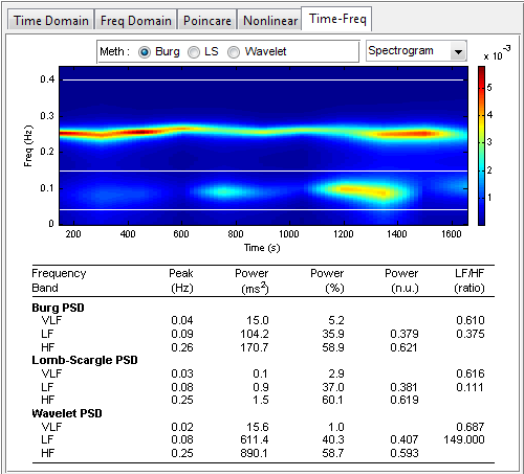 Time Domain Freq Domain Poincare Nonlinear Time-Freq
Meth : Burg LS Wavelet Spectrogram
x 10-3
0.4
0.3
0.2
0.1
0
Freq (Hz)
5
4
3
2
1
200 400 600 800 1000 1200 1400 1600
Time (s)
Frequency Peak Power Power Power LF/HF
Band (Hz) (ms2) (%) (n.u.) (ratio)
Burg PSD
VLF 0.04 15.0 5.2 0.610
LF 0.09 104.2 35.9 0.379 0.375
HF 0.26 170.7 58.9 0.621
Lomb-Scargle PSD
VLF 0.03 0.1 2.9 0.616
LF 0.08 0.9 37.0 0.381 0.111
HF 0.25 1.5 60.1 0.619
Wavelet PSD
VLF 0.02 15.6 1.0 0.687
LF 0.08 611.4 40.3 0.407 149.000
HF 0.25 890.1 58.7 0.593